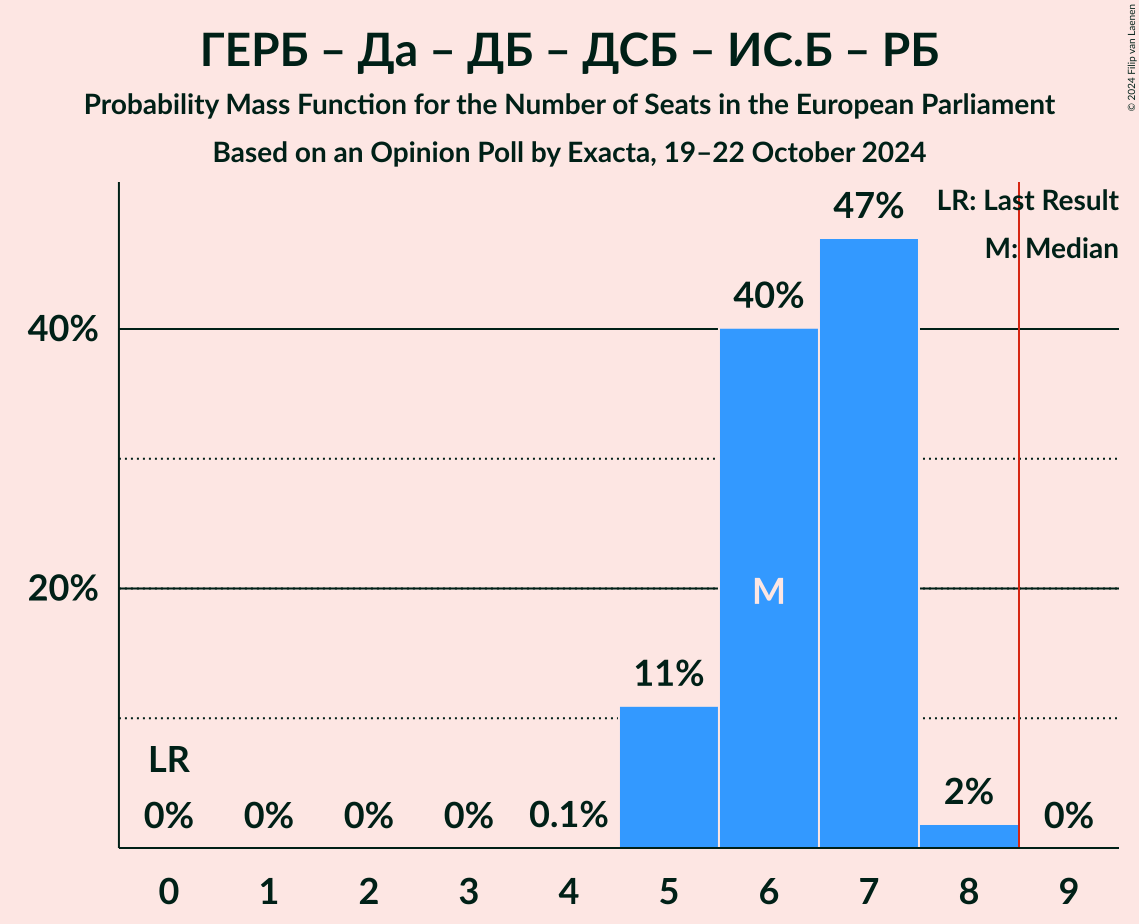 ГЕРБ – Да – ДБ – ДСБ – ИС.Б – РБ
Probability Mass Function for the Number of Seats in the European Parliament
Based on an Opinion Poll by Exacta, 19–22 October 2024
© 2024 Filip van Laenen
LR: Last Result
M: Median
47%
40%
40%
20%
M
11%
LR
0% 0% 0% 0% 0.1% 2% 0%
0 1 2 3 4 5 6 7 8 9